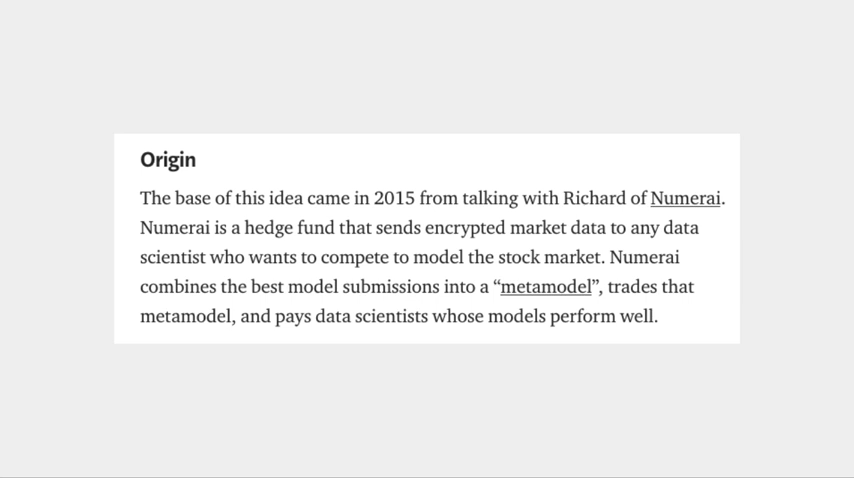 Origin
The base of this idea came in 2015 from talking with Richard of Numerai.
Numerai is a hedge fund that sends encrypted market data to any data
scientist who wants to compete to model the stock market. Numerai
combines the best model submissions into a “metamodel”, trades that
metamodel, and pays data scientists whose models perform well.